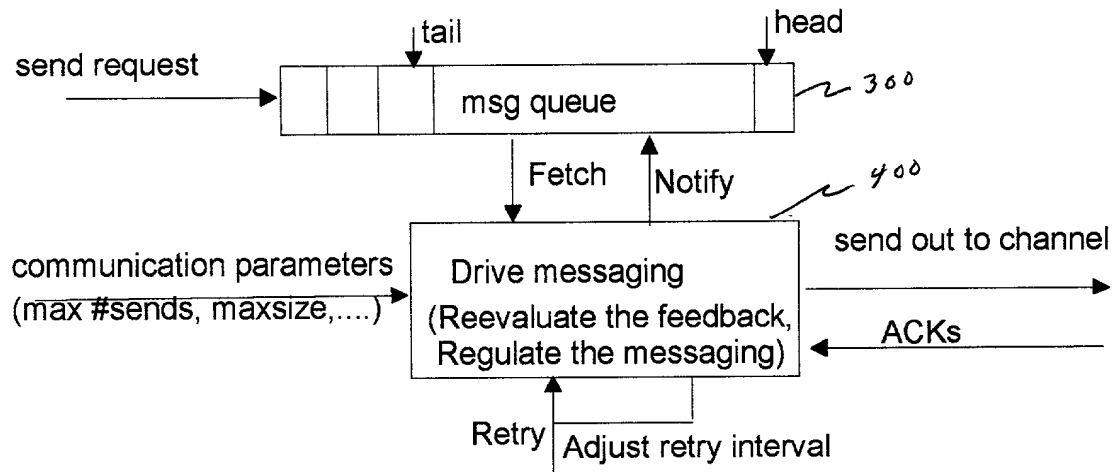 tail
head
send request
msg queue
300
Fetch
Notify
400
send out to channel
communication parameters
(max #sends, maxsize,....)
Drive messaging
(Reevaluate the feedback,
Regulate the messaging)
ACKs
Retry
Adjust retry interval